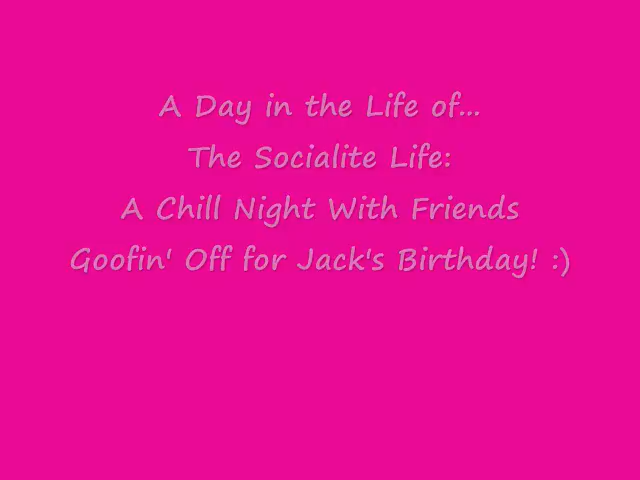 A Day in the Life of...
The Socialite Life:
A Chill Night With Friends
Goofin' Off for Jack's Birthday! :)